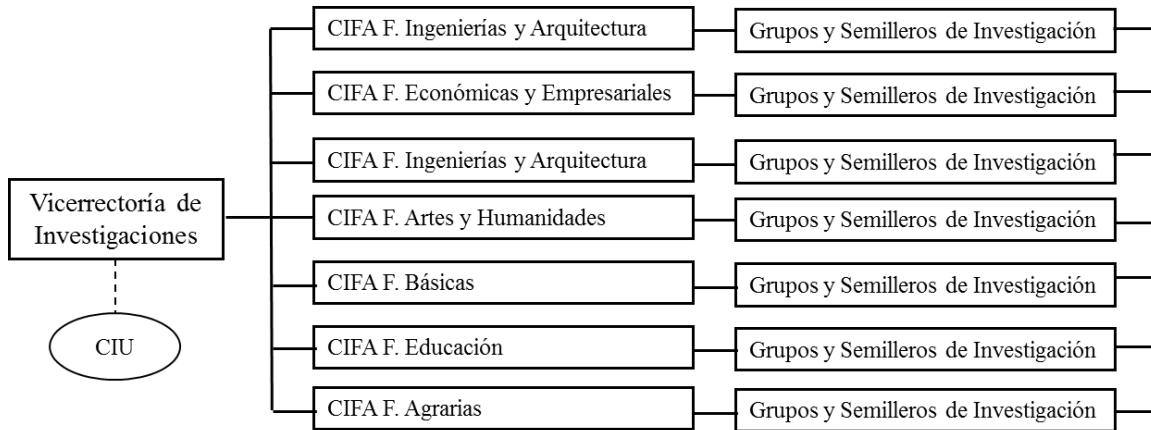 CIFA F. Ingenierías y Arquitectura
Grupos y Semilleros de Investigación
CIFA F. Económicas y Empresariales
Grupos y Semilleros de Investigación
CIFA F. Ingenierías y Arquitectura
Grupos y Semilleros de Investigación
Vicerrectoría de
Investigaciones
CIFA F. Artes y Humanidades
Grupos y Semilleros de Investigación
CIFA F. Básicas
Grupos y Semilleros de Investigación
CIU
CIFA F. Educación
Grupos y Semilleros de Investigación
CIFA F. Agrarias
Grupos y Semilleros de Investigación